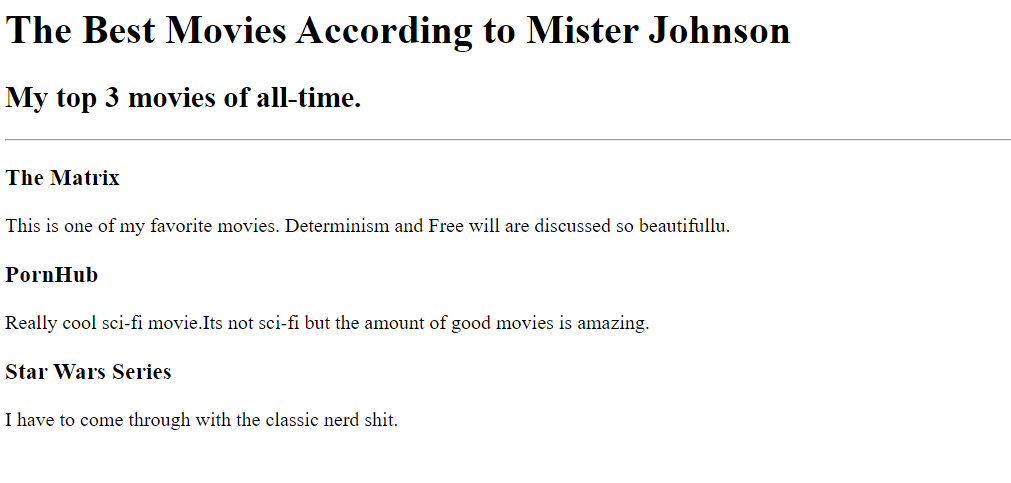 The Best Movies According to Mister Johnson
My top 3 movies of all-time.
The Matrix
This is one of my favorite movies. Determinism and Free will are discussed so beautifullu.
PornHub
Really cool sci-fi movie.Its not sci-fi but the amount of good movies is amazing.
Star Wars Series
I have to come through with the classic nerd shit.